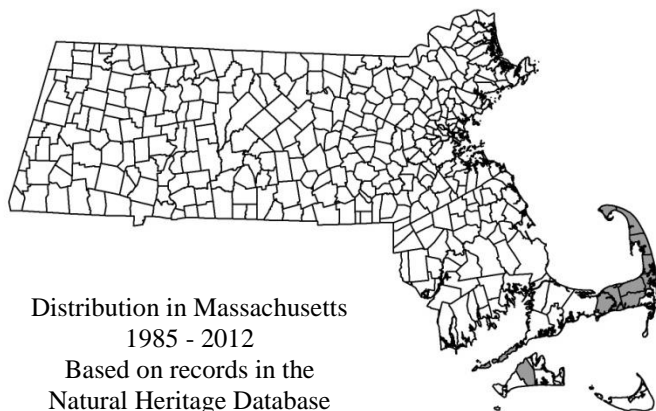 Distribution in Massachusetts
1985 - 2012
Based on records in the
Natural Heritage Database